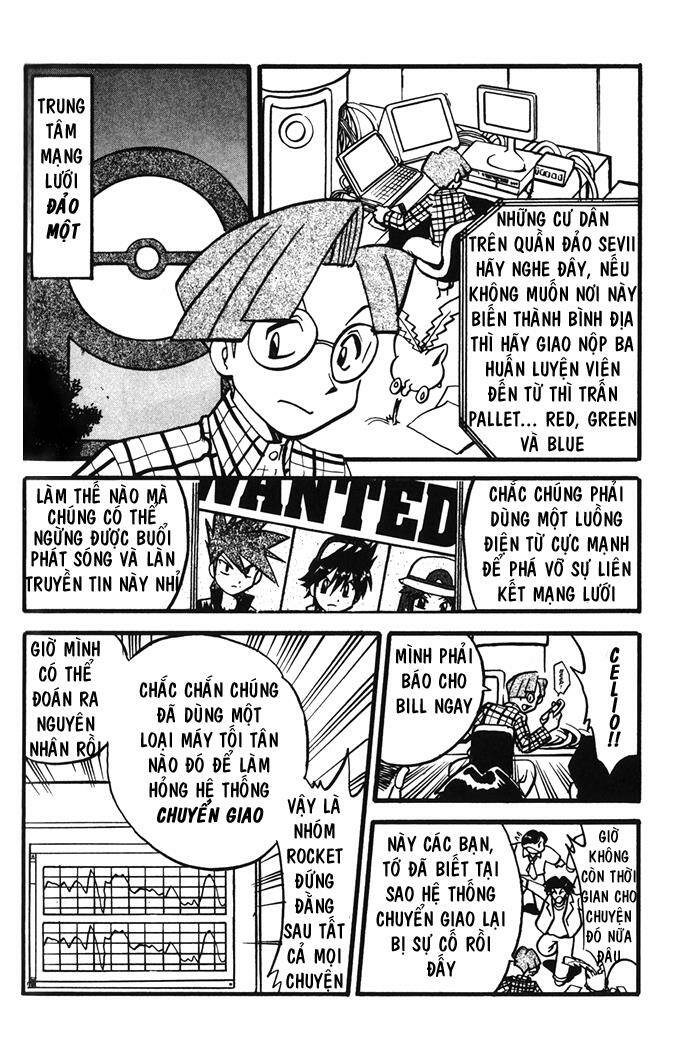 TRUNG
TÂM
MẠNG
LƯỚI
ĐẢO
MỘT
NHỮNG CƯ DÂN
TRÊN QUẦN ĐẢO SEVII
HÃY NGHE ĐÂY, NẾU
KHÔNG MUỐN NƠI NÀY
BIẾN THÀNH BÌNH ĐỊA
THÌ HÃY GIAO NỘP BA
HUẤN LUYỆN VIÊN
ĐẾN TỪ THÌ TRẤN
PALLET... RED, GREEN
VÀ BLUE
LÀM THẾ NÀO MÀ
CHÚNG CÓ THỂ
NGỪNG ĐƯỢC BUỔI
PHÁT SÓNG VÀ LÀN
TRUYỀN TIN NÀY NHỈ
WANTED
CHẮC CHÚNG PHẢI
DÙNG MỘT LUỒNG
ĐIỆN TỪ CỰC MẠNH
ĐỂ PHÁ VỠ SỰ LIÊN
KẾT MẠNG LƯỚI
GIỜ MÌNH
CÓ THỂ
ĐOÁN RA
NGUYÊN
NHÂN RỒI
CHẮC CHẮN CHÚNG
ĐÃ DÙNG MỘT
LOẠI MÁY TỐI TÂN
NÀO ĐÓ ĐỂ LÀM
HỎNG HỆ THỐNG
CHUYỂN GIAO
VẬY LÀ
NHÓM
ROCKET
ĐỨNG
ĐẰNG
SAU TẤT
CẢ MỌI
CHUYỆN
MÌNH PHẢI
BÁO CHO
BILL NGAY
CELIO!!
NÀY CÁC BẠN,
TỚ ĐÃ BIẾT TẠI
SAO HỆ THỐNG
CHUYỂN GIAO LẠI
BỊ SỰ CỐ RỒI
ĐẤY
GIỜ
KHÔNG
CÒN THỜI
GIAN CHO
CHUYỆN
ĐÓ NỮA
ĐÂU